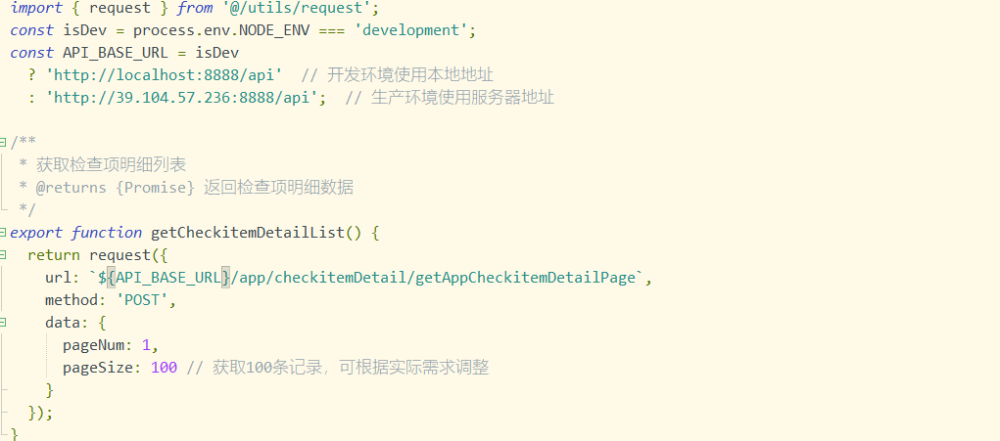 import { request } from '@/utils/request';
const isDev = process.env.NODE_ENV === 'development';
const API_BASE_URL = isDev
  ? 'http://localhost:8888/api'  // 开发环境使用本地地址
  : 'http://39.104.57.236:8888/api';  // 生产环境使用服务器地址

/**
 * 获取检查项明细列表
 * @returns {Promise} 返回检查项明细数据
 */
export function getCheckitemDetailList() {
  return request({
    url: `${API_BASE_URL}/app/checkitemDetail/getAppCheckitemDetailPage`,
    method: 'POST',
    data: {
      pageNum: 1,
      pageSize: 100 // 获取100条记录，可根据实际需求调整
    }
  });
}